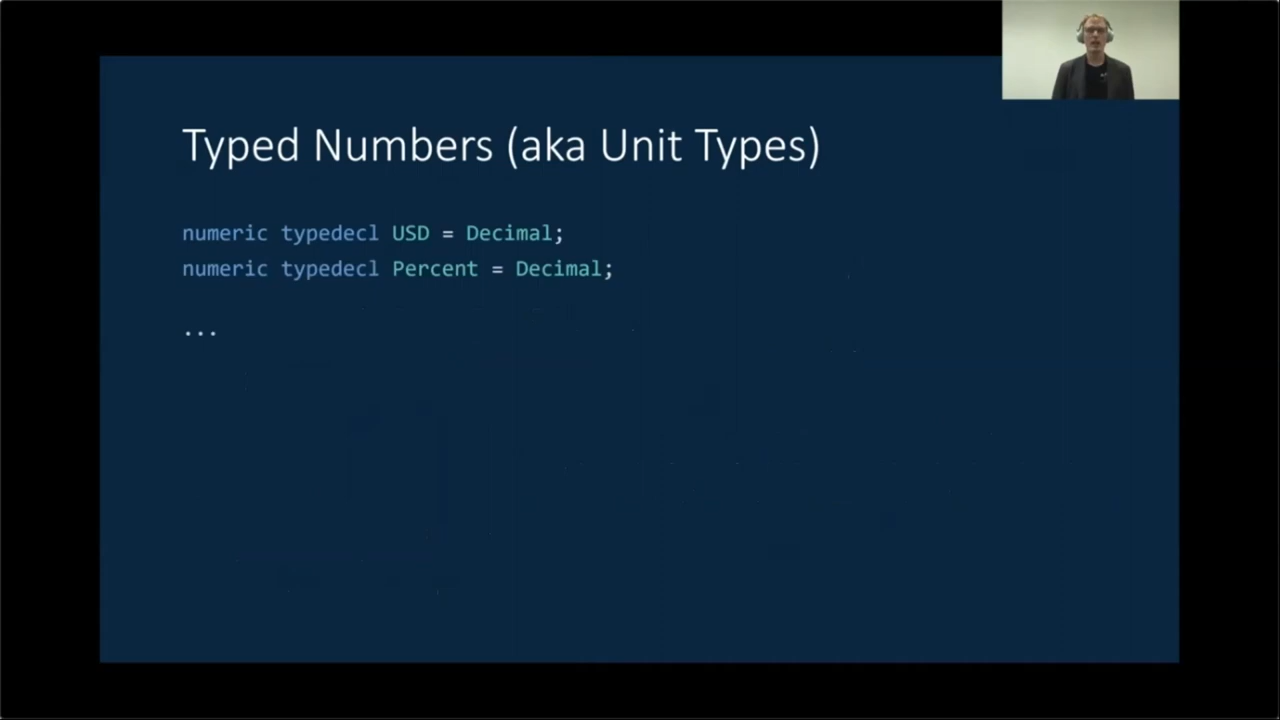 Typed Numbers (aka Unit Types)
numeric typedecl USD = Decimal;
numeric typedecl Percent = Decimal;
...